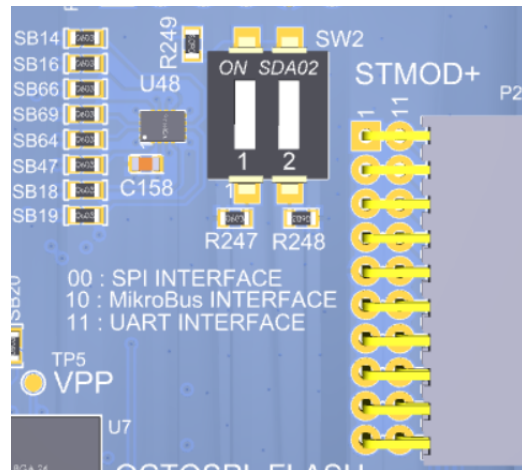 SB14
SB16
SB66
SB69
SB64
SB47
SB18
SB19
R249
U48
C158
SW2
ON SDA02
1 2
1
R247 R248
STMOD+
1 11
P2
00 : SPI INTERFACE
10 : MikroBus INTERFACE
11 : UART INTERFACE
SB20
TP5
VPP
U7
OCTOSPI FLASH